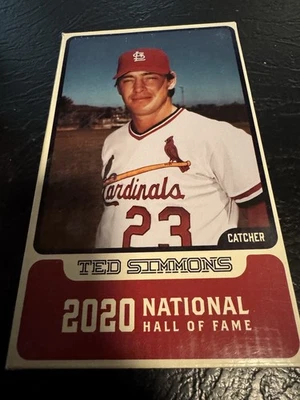 StL
Cardinals
23
CATCHER
TED SIMMONS
2020 NATIONAL
HALL OF FAME